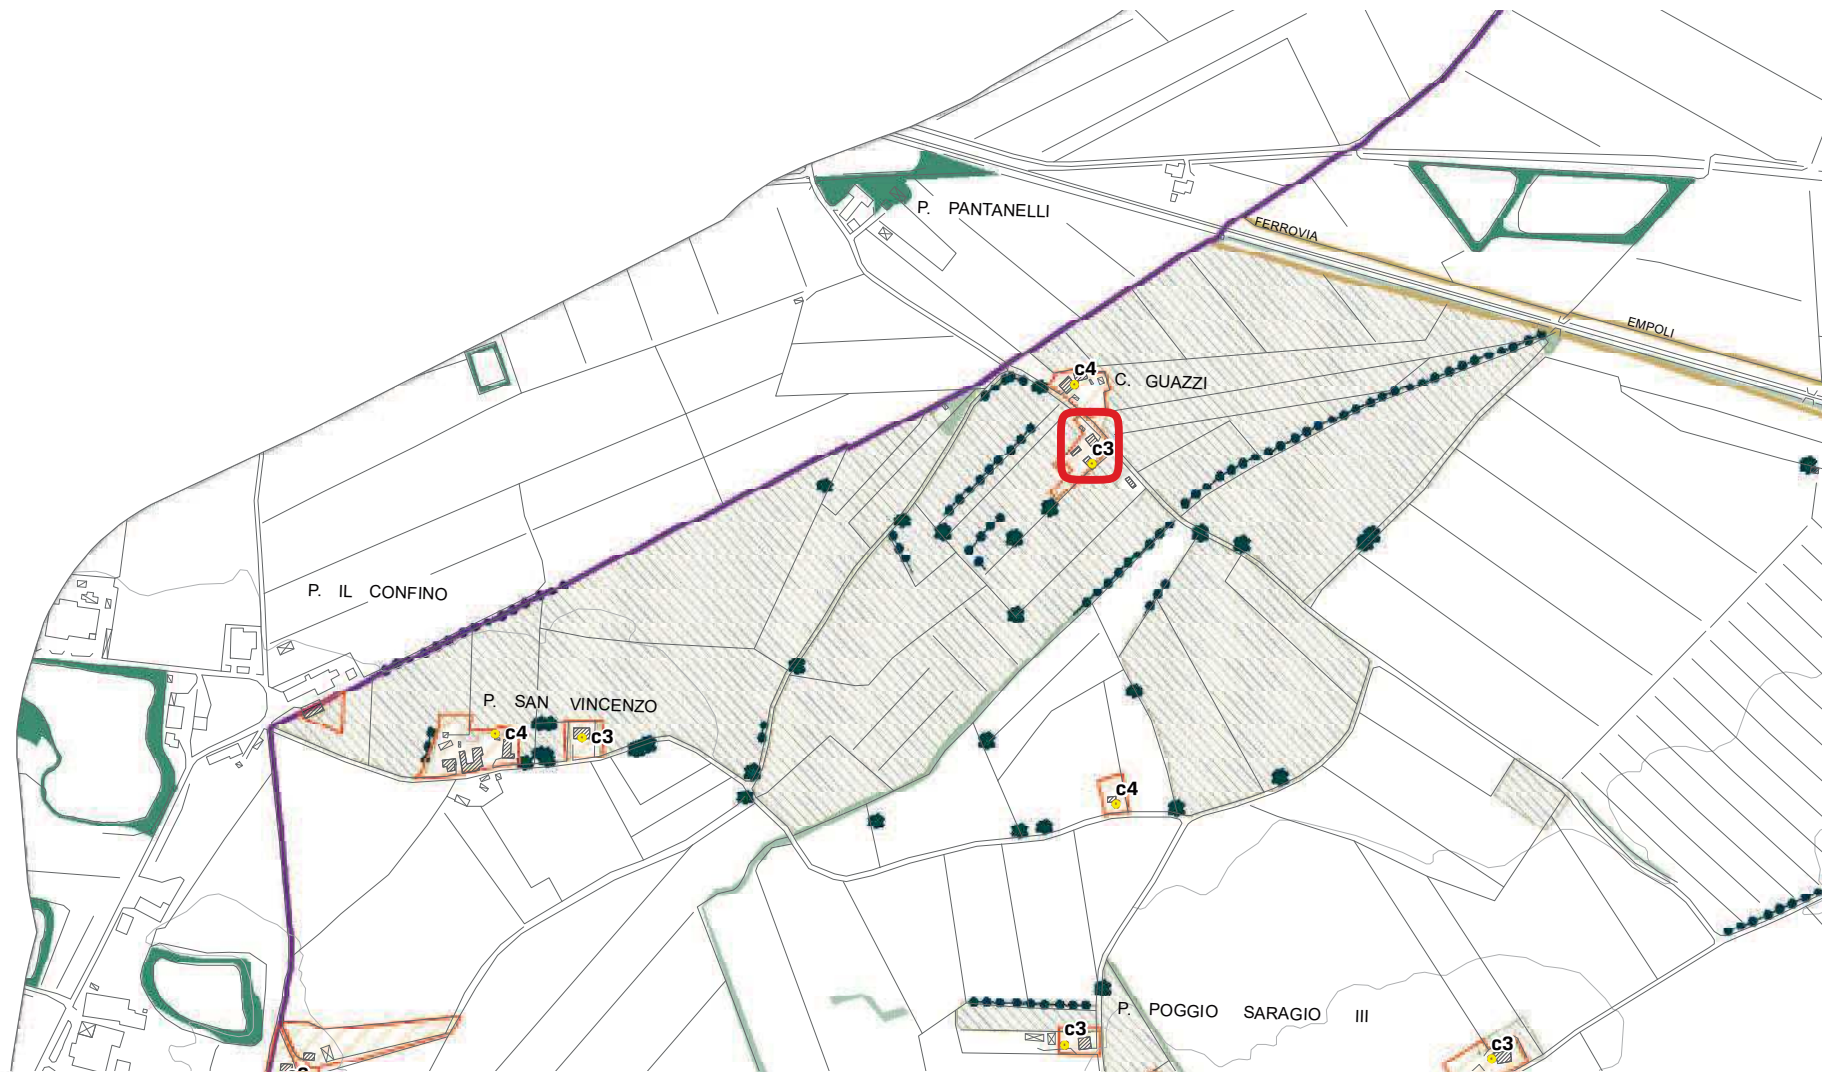 P. PANTANELLI
FERROVIA
EMPOLI
c4
C. GUAZZI
c3
P. IL CONFINO
P. SAN VINCENZO
c4
c3
c4
P. POGGIO SARAGIO III
c3
c3